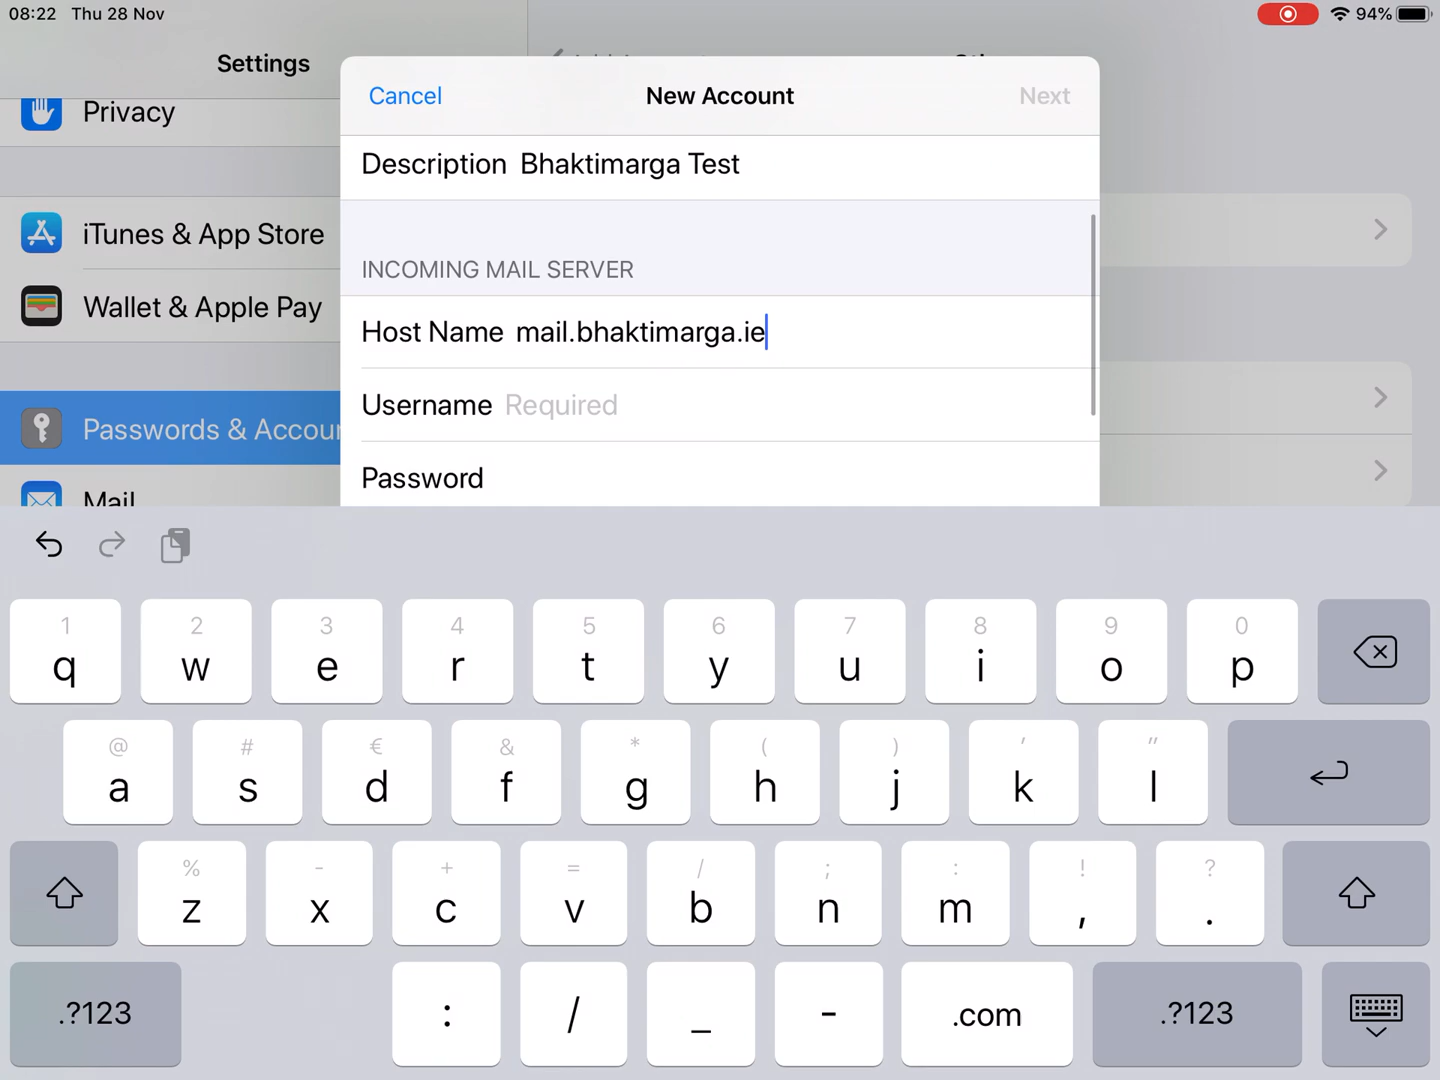 08:22 Thu 28 Nov
94%
Settings
Privacy
iTunes & App Store
Wallet & Apple Pay
Passwords & Accou
Mail
Cancel
New Account
Next
Description Bhaktimarga Test
INCOMING MAIL SERVER
Host Name mail.bhaktimarga.ie
Username Required
Password
1 2 3 4 5 6 7 8 9 0
q w e r t y u i o p
@ # € & * ( ) ' "
a s d f g h j k l
% - + = / ; : ! ?
z x c v b n m , .
.?123 : / _ - .com .?123